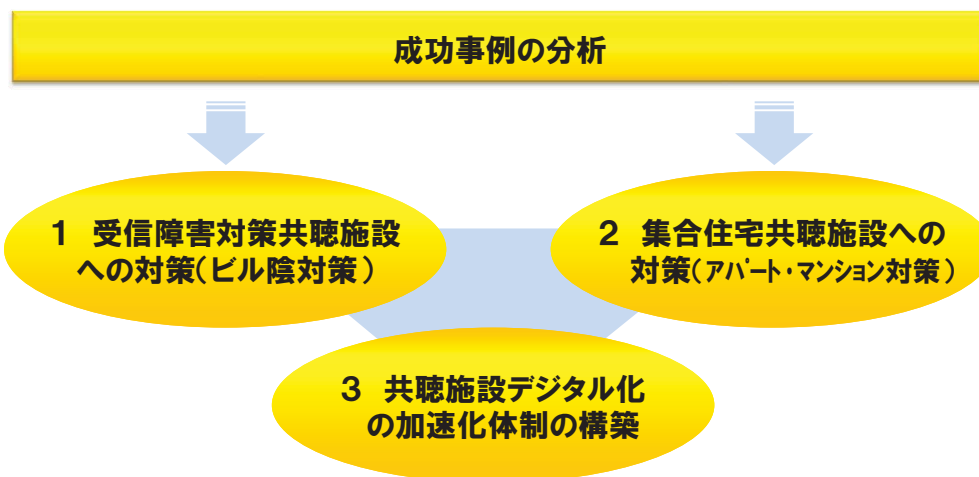 成功事例の分析
1 受信障害対策共聴施設
への対策(ビル陰対策)
2 集合住宅共聴施設への
対策(アパート・マンション対策)
3 共聴施設デジタル化
の加速化体制の構築